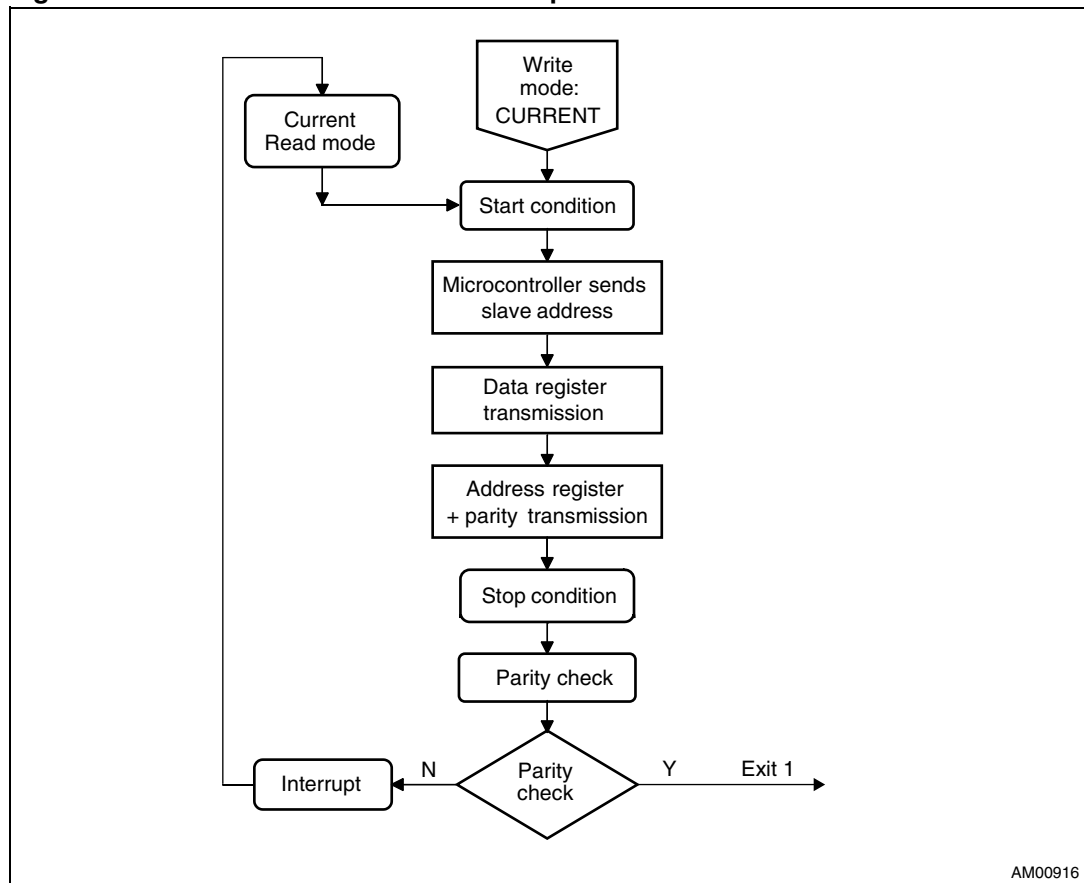 Write
mode:
CURRENT
Current
Read mode
Start condition
Microcontroller sends
slave address
Data register
transmission
Address register
+ parity transmission
Stop condition
Parity check
Interrupt
N
Parity
check
Y
Exit 1
AM00916